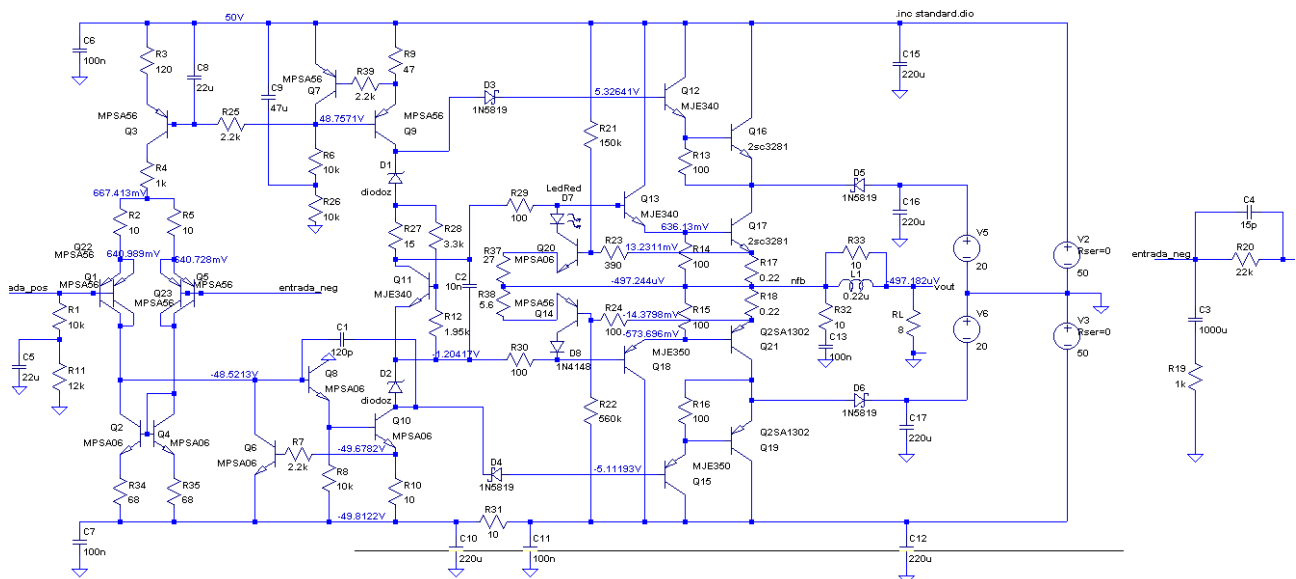 50V
.inc standard.dio
C6
100n
R3
120
C8
22u
C9
47u
MPSA56
Q7
R39
2.2k
R9
47
MPSA56
Q9
D3
1N5819
5.32641V
Q12
MJE340
C15
220u
MPSA56
Q3
R25
2.2k
48.7571V
R21
150k
Q16
2sc3281
R13
100
R4
1k
R6
10k
D1
diodoz
R26
10k
667.413mV
R2
10
R5
10
R27
15
R28
3.3k
R29
100
LedRed
D7
Q13
MJE340
636.13mV
Q17
2sc3281
D5
1N5819
C16
220u
V5
20
V2
Rser=0
50
C4
15p
R20
22k
entrada_neg
Q22
MPSA56
640.989mV
640.728mV
Q1
MPSA56
Q5
MPSA56
Q23
MPSA56
ada_pos
entrada_neg
Q11
MJE340
C2
10n
R37
27
Q20
MPSA06
R23
390
13.2311mV
R14
100
R17
0.22
R33
10
L1
0.22u
-497.244uV
nfb
-497.182uV
vout
R38
5.6
MPSA56
Q14
R24
100
-14.3798mV
R18
0.22
R32
10
C13
100n
RL
8
R1
10k
C5
22u
R11
12k
C1
120p
R12
1.95k
-1.20417V
R30
100
D8
1N4148
-573.696mV
R15
100
MJE350
Q18
Q2SA1302
Q21
V6
20
V3
Rser=0
50
C3
1000u
R19
1k
-48.5213V
Q8
MPSA06
D2
diodoz
Q10
MPSA06
R22
560k
R16
100
D6
1N5819
C17
220u
Q2
MPSA06
Q4
MPSA06
Q6
MPSA06
R7
2.2k
-49.6782V
R8
10k
R10
10
D4
1N5819
-5.11193V
MJE350
Q15
Q2SA1302
Q19
R34
68
R35
68
-49.8122V
R31
10
C7
100n
C10
220u
C11
100n
C12
220u